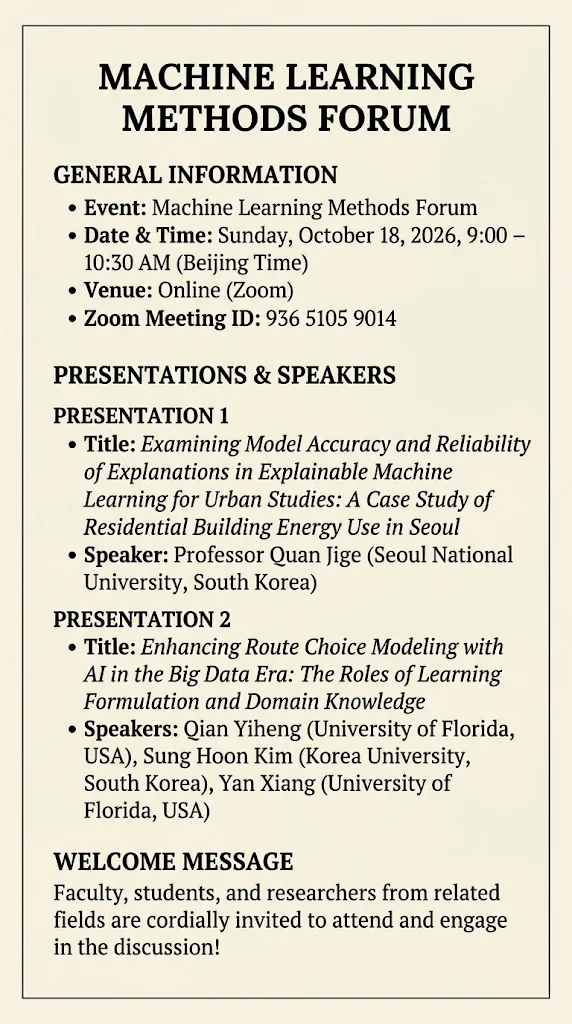 MACHINE LEARNING
METHODS FORUM
GENERAL INFORMATION
• Event: Machine Learning Methods Forum
• Date & Time: Sunday, October 18, 2026, 9:00 –
10:30 AM (Beijing Time)
• Venue: Online (Zoom)
• Zoom Meeting ID: 936 5105 9014
PRESENTATIONS & SPEAKERS
PRESENTATION 1
• Title: Examining Model Accuracy and Reliability
of Explanations in Explainable Machine
Learning for Urban Studies: A Case Study of
Residential Building Energy Use in Seoul
• Speaker: Professor Quan Jige (Seoul National
University, South Korea)
PRESENTATION 2
• Title: Enhancing Route Choice Modeling with
AI in the Big Data Era: The Roles of Learning
Formulation and Domain Knowledge
• Speakers: Qian Yiheng (University of Florida,
USA), Sung Hoon Kim (Korea University,
South Korea), Yan Xiang (University of
Florida, USA)
WELCOME MESSAGE
Faculty, students, and researchers from related
fields are cordially invited to attend and engage
in the discussion!